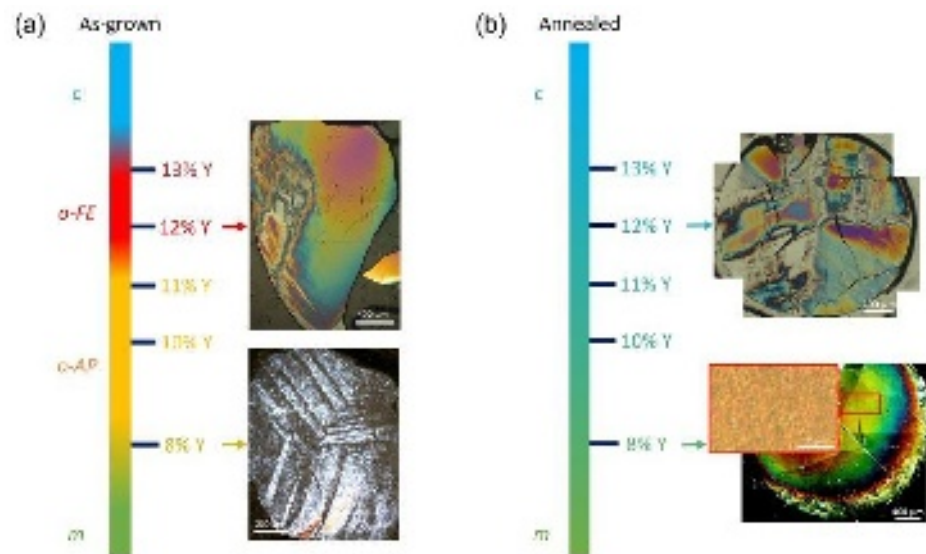 (a) As-grown
c
13% Y
o-FE
12% Y
11% Y
10% Y
o-AP
8% Y
m
(b) Annealed
c
13% Y
12% Y
11% Y
10% Y
8% Y
m